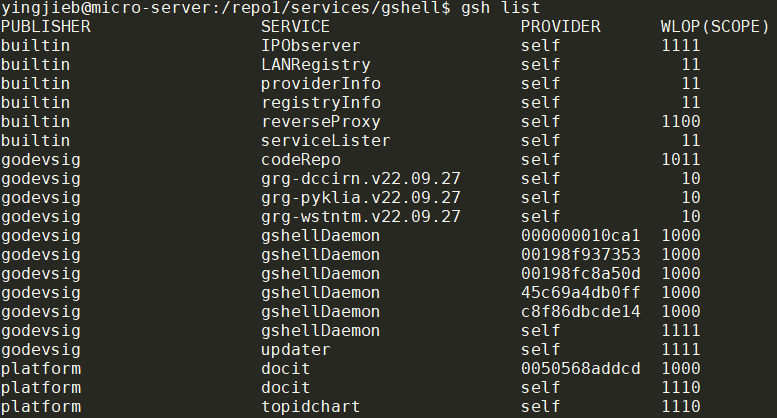 yingjieb@micro-server:/repo1/services/gshell$ gsh list
PUBLISHER                 SERVICE                   PROVIDER      WLOP(SCOPE)
builtin                   IPObserver                self          1111
builtin                   LANRegistry               self            11
builtin                   providerInfo              self            11
builtin                   registryInfo              self            11
builtin                   reverseProxy              self          1100
builtin                   serviceLister             self            11
godevsig                  codeRepo                  self          1011
godevsig                  grg-dccirn.v22.09.27      self            10
godevsig                  grg-pyklia.v22.09.27      self            10
godevsig                  grg-wstntm.v22.09.27      self            10
godevsig                  gshellDaemon              000000010ca1  1000
godevsig                  gshellDaemon              00198f937353  1000
godevsig                  gshellDaemon              00198fc8a50d  1000
godevsig                  gshellDaemon              45c69a4db0ff  1000
godevsig                  gshellDaemon              c8f86dbcde14  1000
godevsig                  gshellDaemon              self          1111
godevsig                  updater                   self          1111
platform                  docit                     0050568addcd  1000
platform                  docit                     self          1110
platform                  topidchart                self          1110